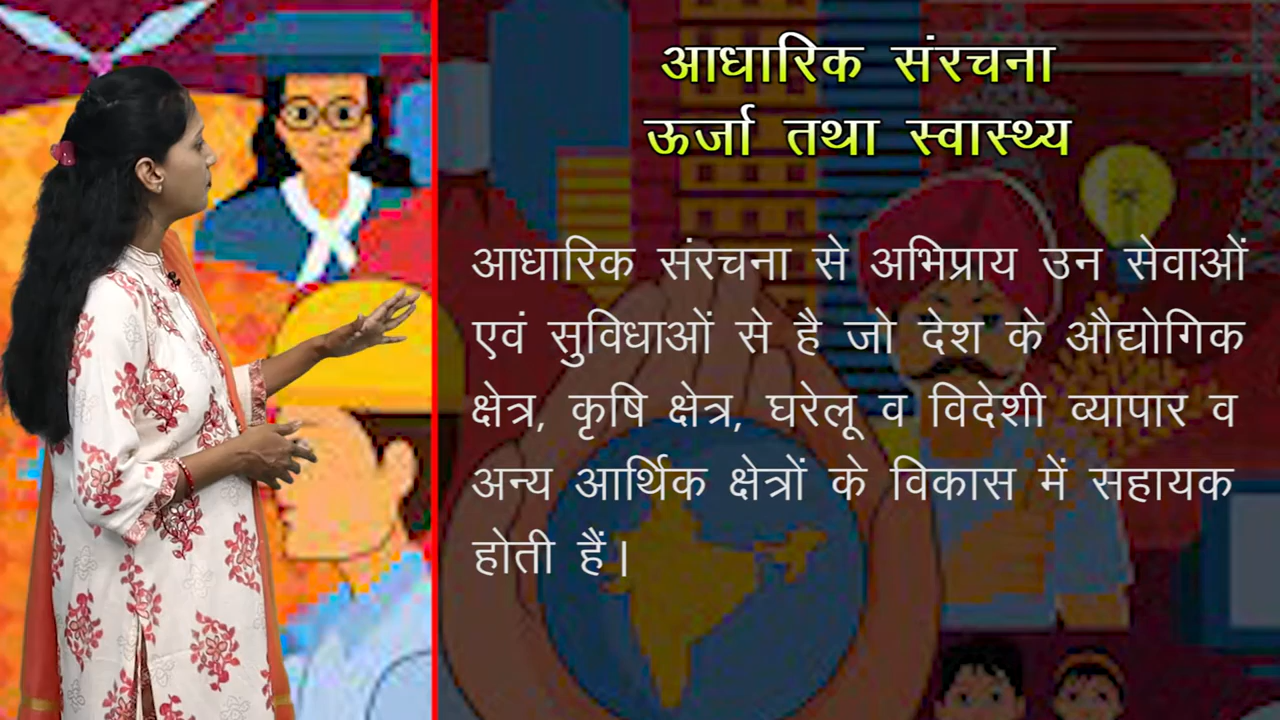 आधारिक संरचना
ऊर्जा तथा स्वास्थ्य
आधारिक संरचना से अभिप्राय उन सेवाओं
एवं सुविधाओं से है जो देश के औद्योगिक
क्षेत्र, कृषि क्षेत्र, घरेलू व विदेशी व्यापार व
अन्य आर्थिक क्षेत्रों के विकास में सहायक
होती हैं।